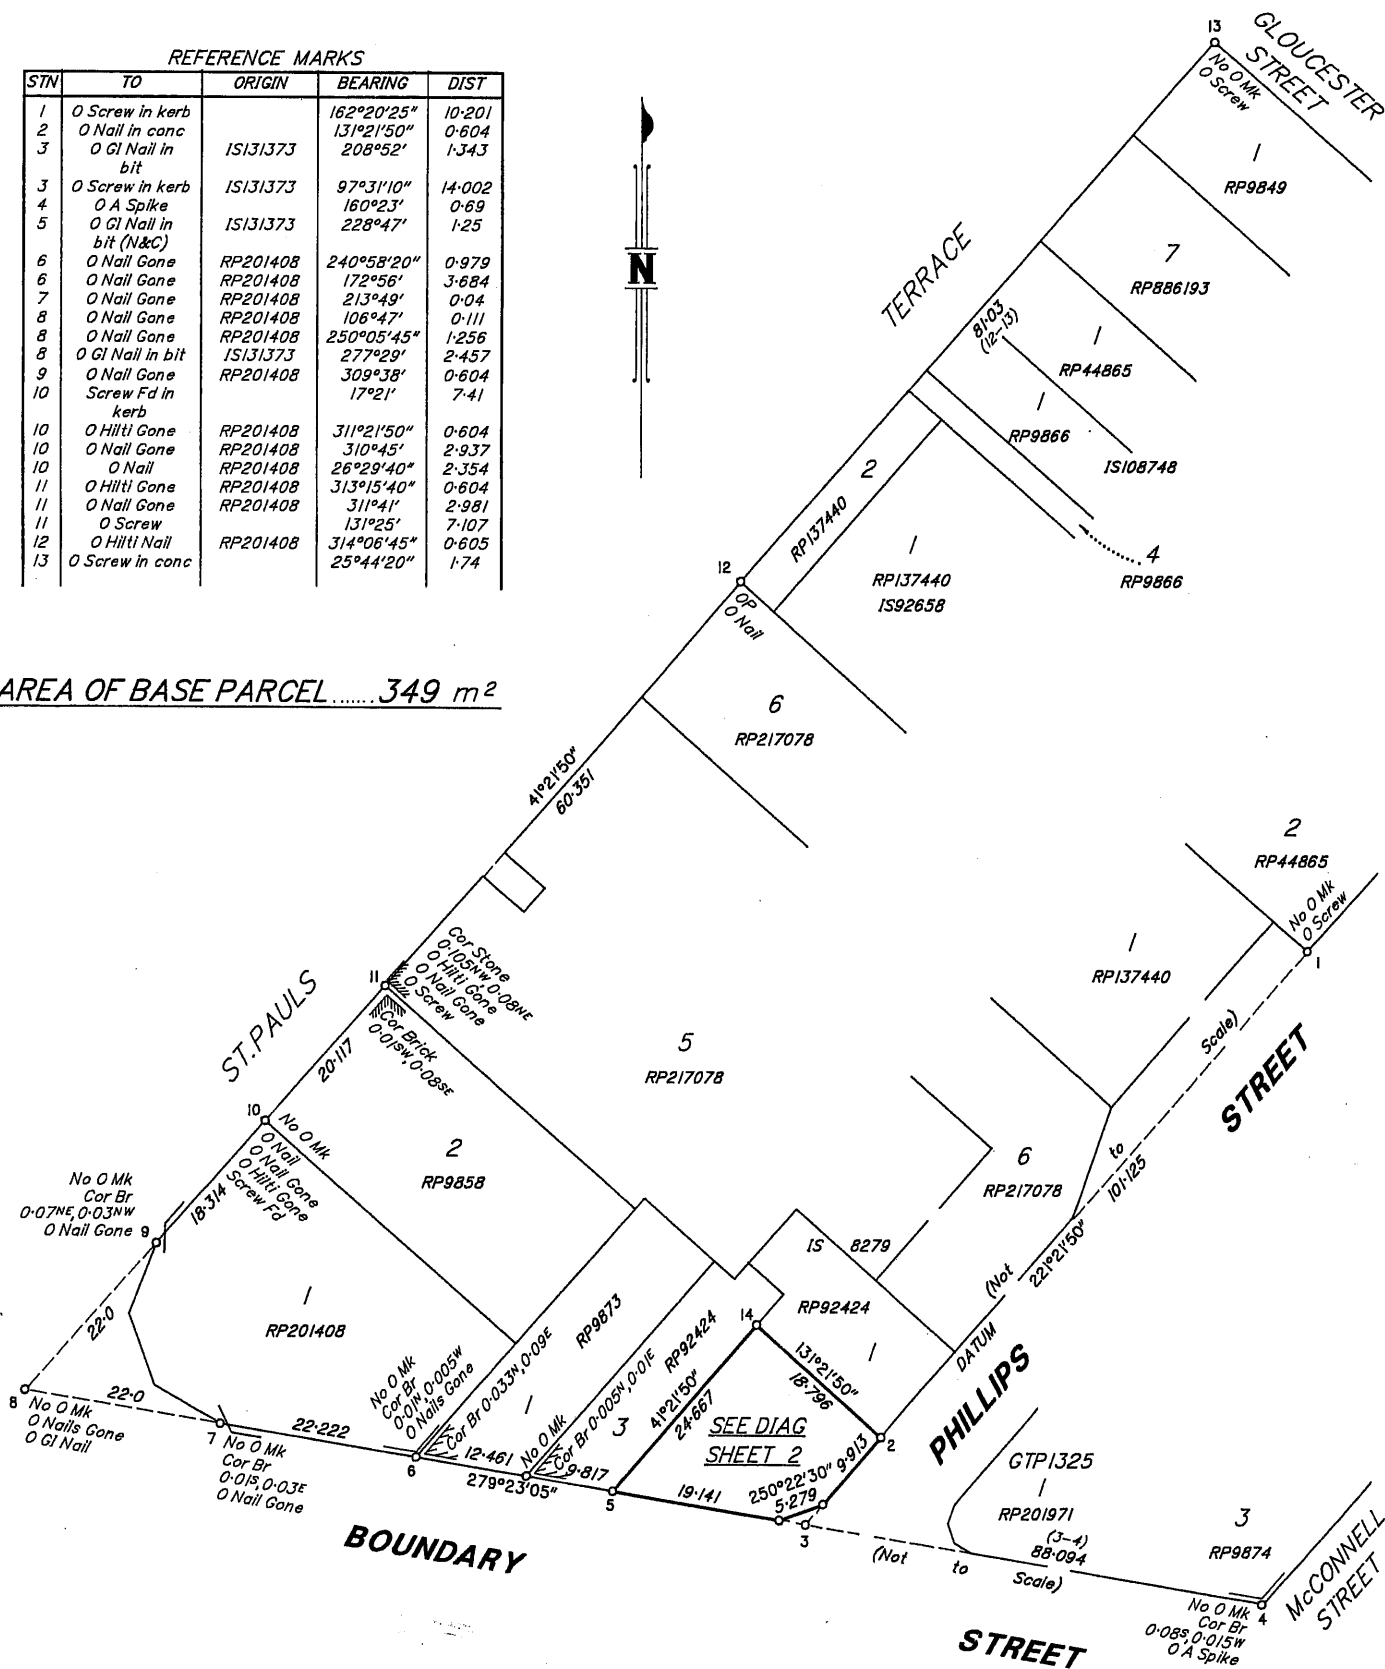 REFERENCE MARKS
STN TO ORIGIN BEARING DIST
1 O Screw in kerb 162°20'25" 10·201
2 O Nail in conc 131°21'50" 0·604
3 O GI Nail in IS131373 208°52' 1·343
bit
3 O Screw in kerb IS131373 97°31'10" 14·002
4 O A Spike 160°23' 0·69
5 O GI Nail in IS131373 228°47' 1·25
bit (N&C)
6 O Nail Gone RP201408 240°58'20" 0·979
6 O Nail Gone RP201408 172°56' 3·684
7 O Nail Gone RP201408 213°49' 0·04
8 O Nail Gone RP201408 106°47' 0·111
8 O Nail Gone RP201408 250°05'45" 1·256
8 O GI Nail in bit IS131373 277°29' 2·457
9 O Nail Gone RP201408 309°38' 0·604
10 Screw Fd in 17°21' 7·41
kerb
10 O Hilti Gone RP201408 311°21'50" 0·604
10 O Nail Gone RP201408 310°45' 2·937
10 O Nail RP201408 26°29'40" 2·354
11 O Hilti Gone RP201408 313°15'40" 0·604
11 O Nail Gone RP201408 311°41' 2·981
11 O Screw 131°25' 7·107
12 O Hilti Nail RP201408 314°06'45" 0·605
13 O Screw in conc 25°44'20" 1·74
AREA OF BASE PARCEL ...... 349 m²
N
13
GLOUCESTER
STREET
No O Mk
O Screw
1
RP9849
7
RP886193
TERRACE
81·03
(12-13)
1
RP44865
1
RP9866
IS108748
2
RP137440
1
RP137440
IS92658
4
RP9866
12
OP
O Nail
6
RP217078
41°21'50"
60·351
2
RP44865
No O Mk
O Screw
1
1
RP137440
11
Cor Stone
0·105NW, 0·08NE
O Hilti Gone
O Nail Gone
O Screw
Cor Brick
0·01SW, 0·08SE
ST.PAULS
20·117
5
RP217078
Scale)
STREET
10
No O Mk
O Nail
O Nail Gone
O Hilti Gone
Screw Fd
2
RP9858
6
RP217078
to
101·125
No O Mk
Cor Br
0·07NE, 0·03NW
O Nail Gone
9
18·314
IS 8279
(Not
221°21'50"
1
RP201408
RP9873
RP92424
14
RP92424
1
DATUM
22·0
131°21'50"
18·796
PHILLIPS
8
No O Mk
O Nails Gone
O GI Nail
22·0
No O Mk
Cor Br
0·01N, 0·005W
O Nails Gone
Cor Br 0·033N, 0·09E
1
Cor Br 0·005N, 0·01E
No O Mk
3
41°21'50"
24·667
SEE DIAG
SHEET 2
2
7
No O Mk
Cor Br
0·01S, 0·03E
O Nail Gone
22·222
6
12·461
9·817
279°23'05"
5
19·141
250°22'30"
5·279
9·913
3
GTP1325
1
RP201971
(3-4)
88·094
3
RP9874
McCONNELL
STREET
BOUNDARY
(Not
to
Scale)
4
No O Mk
Cor Br
0·08S, 0·015W
O A Spike
STREET